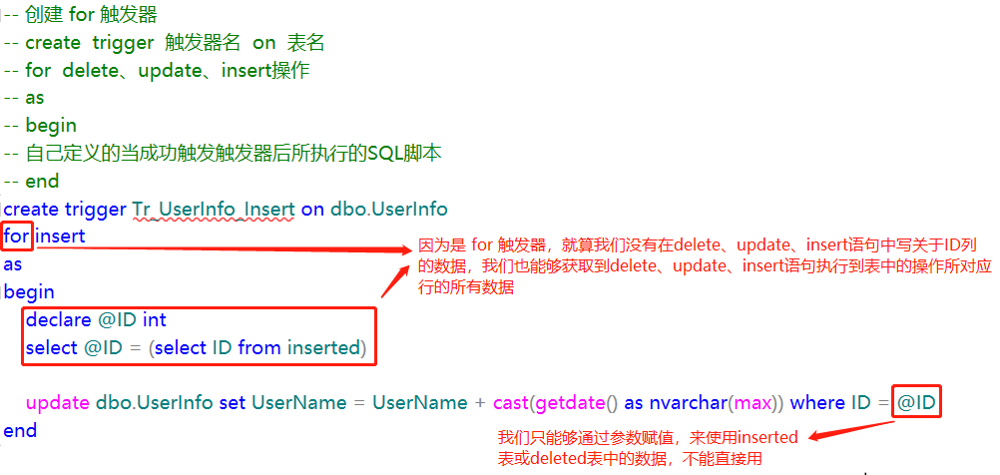 -- 创建 for 触发器
-- create trigger 触发器名 on 表名
-- for delete、update、insert操作
-- as
-- begin
-- 自己定义的当成功触发触发器后所执行的SQL脚本
-- end
create trigger Tr_UserInfo_Insert on dbo.UserInfo
for insert
as
begin
declare @ID int
select @ID = (select ID from inserted)
因为是 for 触发器，就算我们没有在delete、update、insert语句中写关于ID列
的数据，我们也能够获取到delete、update、insert语句执行到表中的操作所对应
行的所有数据
update dbo.UserInfo set UserName = UserName + cast(getdate() as nvarchar(max)) where ID = @ID
end
我们只能够通过参数赋值，来使用inserted
表或deleted表中的数据，不能直接用